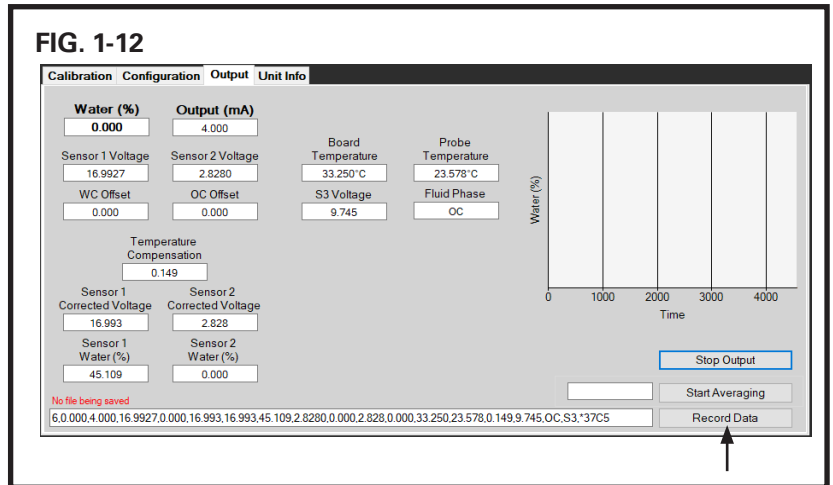 FIG. 1-12
Calibration Configuration Output Unit Info
Water (%) Output (mA)
0.000 4.000
Board Temperature Probe Temperature
Sensor 1 Voltage Sensor 2 Voltage
16.9927 2.8280 33.250°C 23.578°C
WC Offset OC Offset S3 Voltage Fluid Phase
0.000 0.000 9.745 OC
Temperature
Compensation
0.149
Sensor 1 Sensor 2
Corrected Voltage Corrected Voltage
16.993 2.828
Sensor 1 Sensor 2
Water (%) Water (%)
45.109 0.000
Water (%)
0 1000 2000 3000 4000
Time
Stop Output
Start Averaging
No file being saved
6,0.000,4.000,16.9927,0.000,16.993,16.993,45.109,2.8280,0.000,2.828,0.000,33.250,23.578,0.149,9.745,OC,S3,*37C5
Record Data